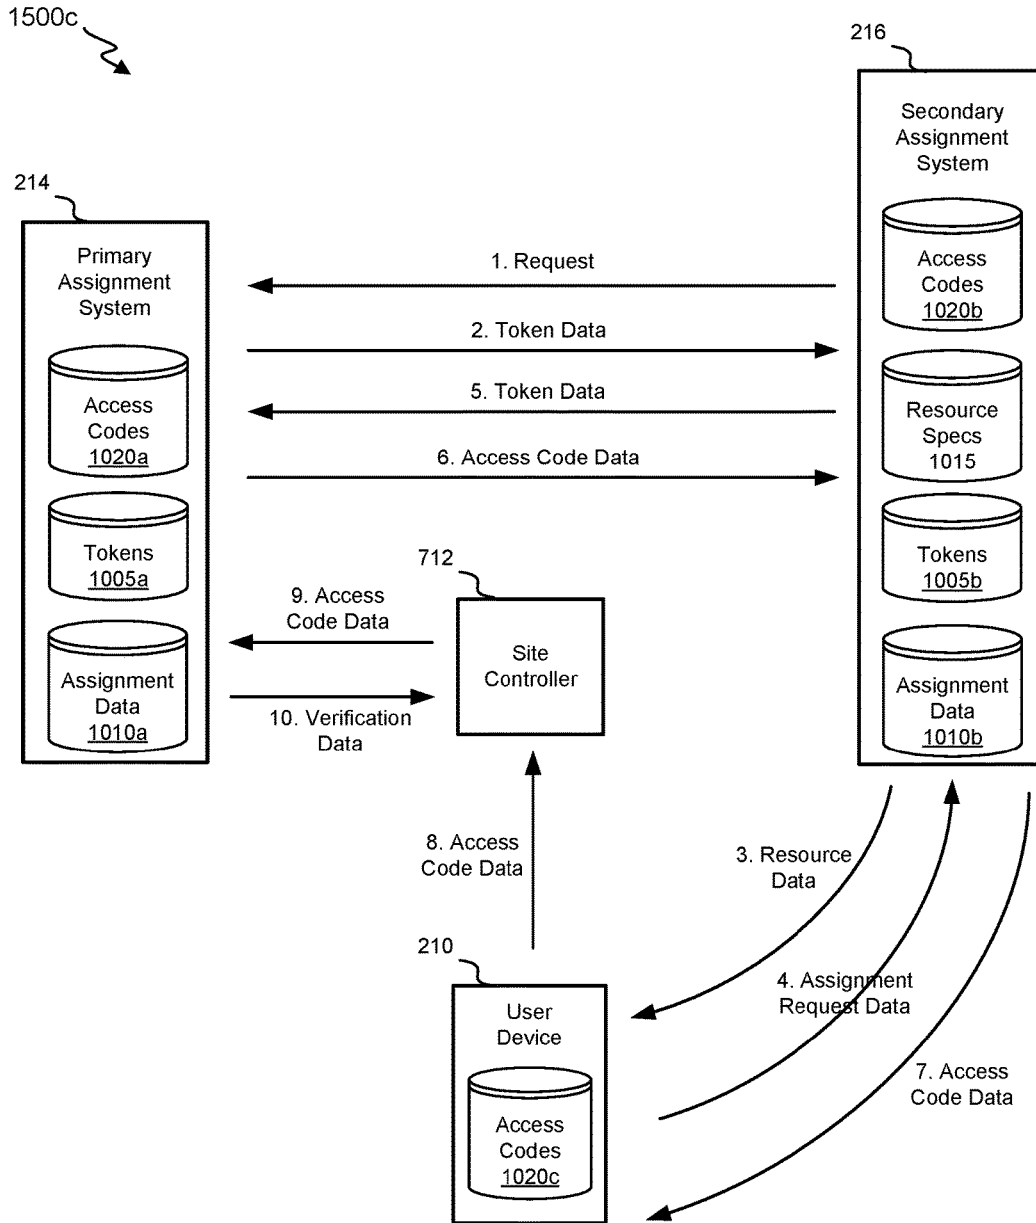 1500c
216
Secondary
Assignment
System
214
Primary
Assignment
System
1. Request
Access
Codes
1020b
2. Token Data
Access
Codes
1020a
5. Token Data
Resource
Specs
1015
6. Access Code Data
Tokens
1005a
712
Tokens
1005b
9. Access
Code Data
Site
Controller
Assignment
Data
1010a
10. Verification
Data
Assignment
Data
1010b
8. Access
Code Data
3. Resource
Data
210
User
Device
4. Assignment
Request Data
7. Access
Code Data
Access
Codes
1020c